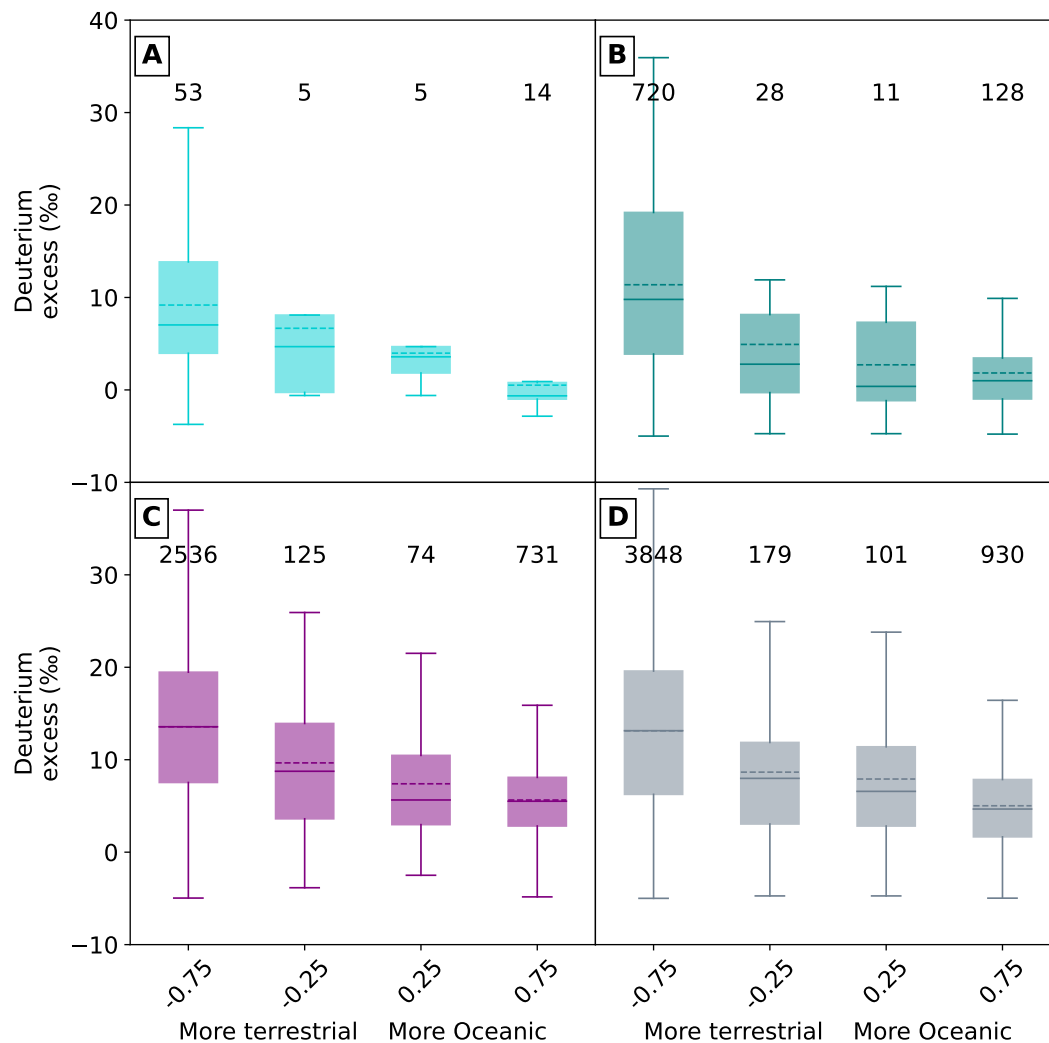 40
A
B
53 5 5 14
720 28 11 128
30
20
10
0
−10
Deuterium
excess (‰)
C
D
2536 125 74 731
3848 179 101 930
30
20
10
0
−10
Deuterium
excess (‰)
-0.75 -0.25 0.25 0.75
-0.75 -0.25 0.25 0.75
More terrestrial More Oceanic
More terrestrial More Oceanic